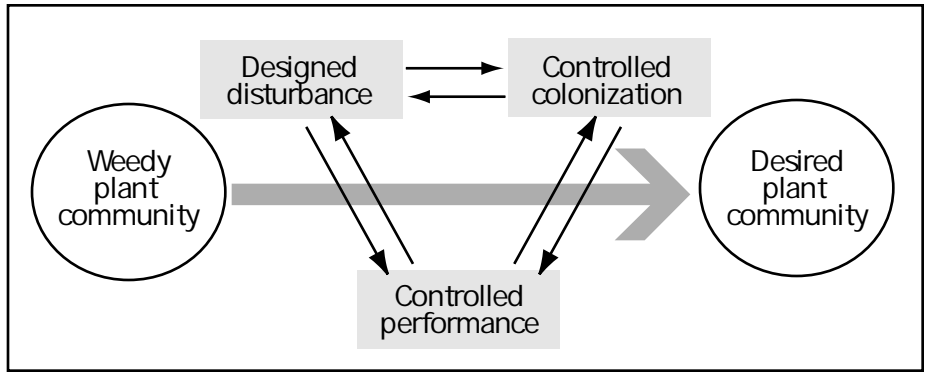 Designed
disturbance
Controlled
colonization
Weedy
plant
community
Desired
plant
community
Controlled
performance